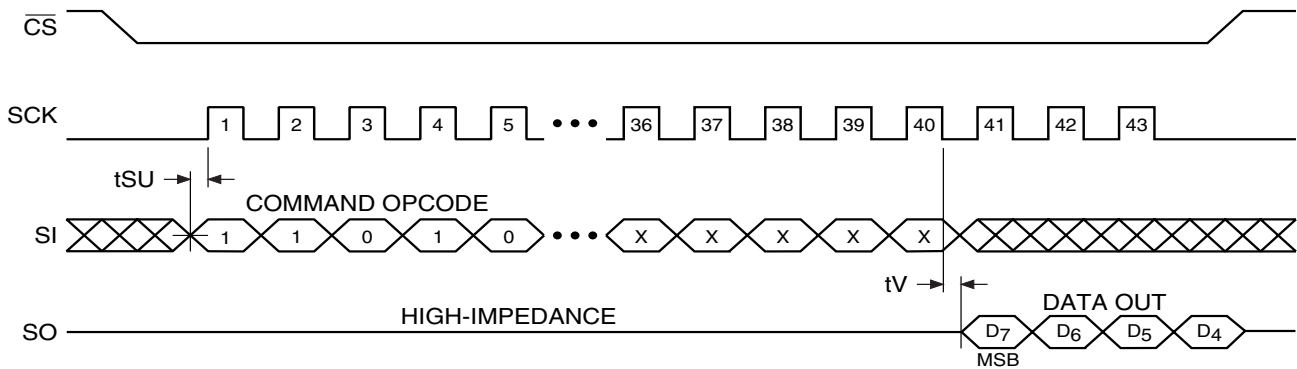 C̅S̅
SCK 1 2 3 4 5 ••• 36 37 38 39 40 41 42 43
tSU
COMMAND OPCODE
SI 1 1 0 1 0 ••• X X X X X
tV
HIGH-IMPEDANCE DATA OUT
SO D₇ D₆ D₅ D₄
MSB